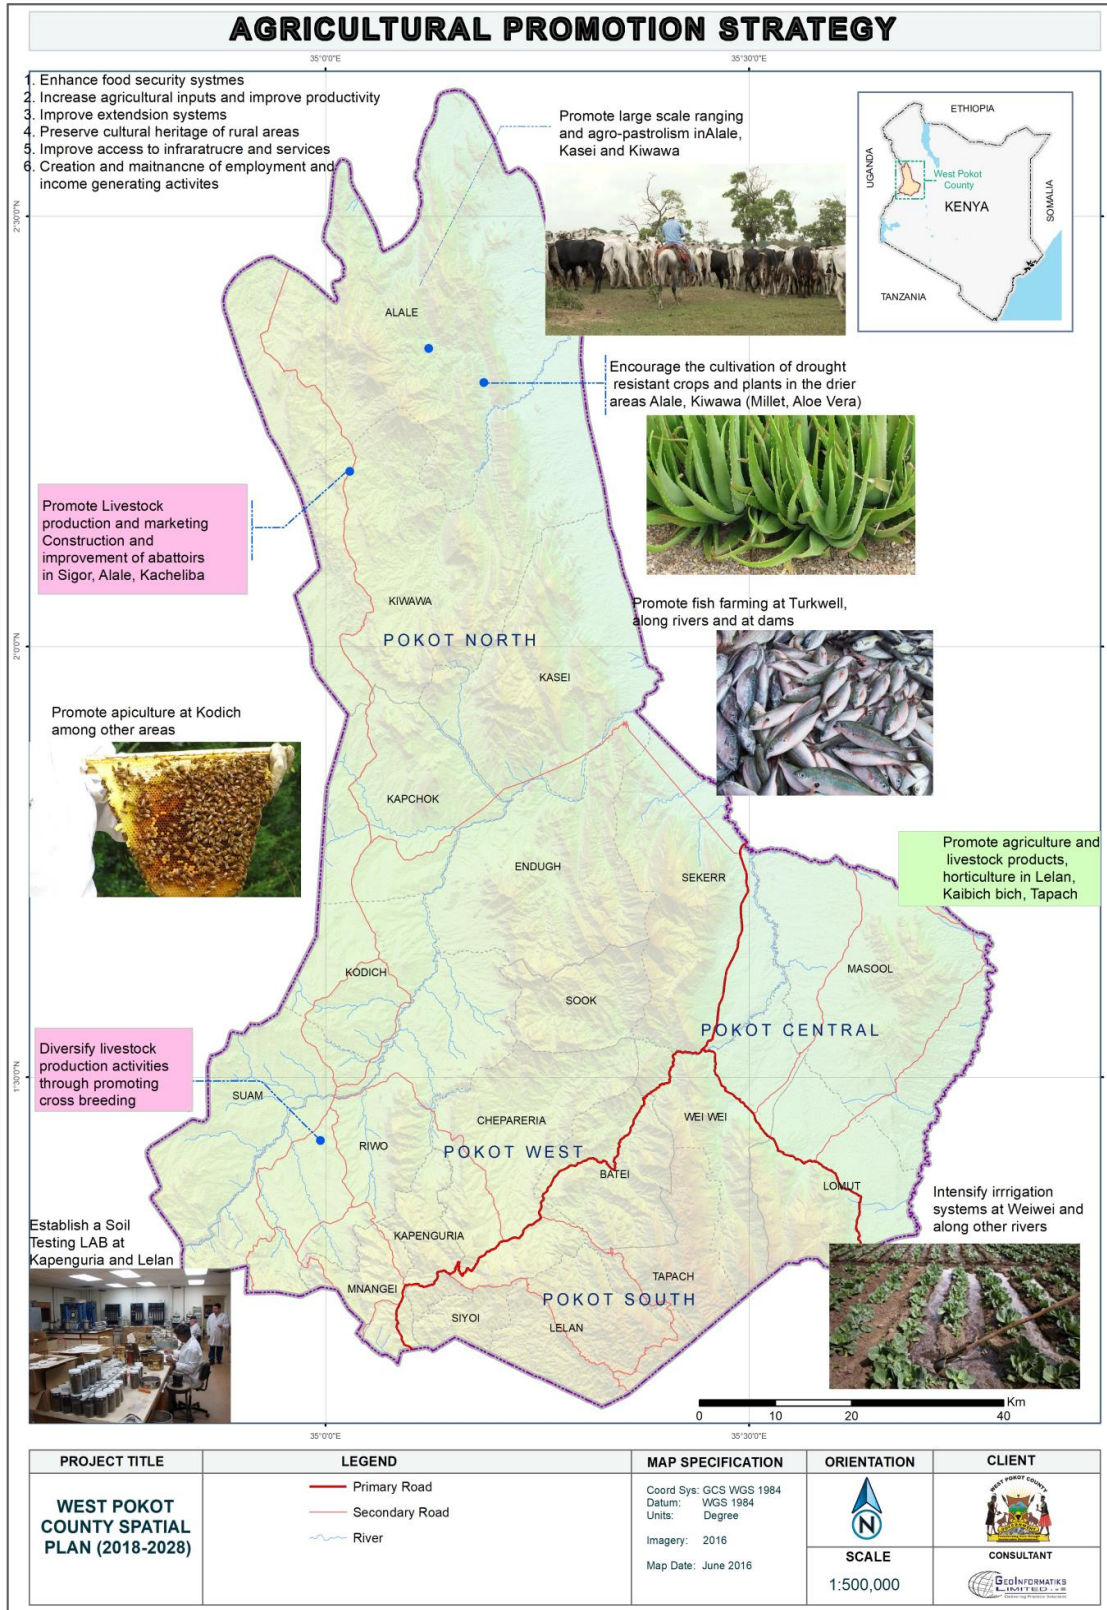 AGRICULTURAL PROMOTION STRATEGY
35°0'0"E
35°30'0"E
1. Enhance food security systmes
2. Increase agricultural inputs and improve productivity
3. Improve extendsion systems
4. Preserve cultural heritage of rural areas
5. Improve access to infraratrucre and services
6. Creation and maitnancne of employment and
income generating activites
Promote large scale ranging
and agro-pastrolism inAlale,
Kasei and Kiwawa
ETHIOPIA
UGANDA
West Pokot
County
KENYA
SOMALIA
TANZANIA
2°30'0"N
ALALE
Encourage the cultivation of drought
resistant crops and plants in the drier
areas Alale, Kiwawa (Millet, Aloe Vera)
Promote Livestock
production and marketing
Construction and
improvement of abattoirs
in Sigor, Alale, Kacheliba
KIWAWA
Promote fish farming at Turkwell,
along rivers and at dams
POKOT NORTH
2°0'0"N
KASEI
Promote apiculture at Kodich
among other areas
KAPCHOK
ENDUGH
SEKERR
Promote agriculture and
livestock products,
horticulture in Lelan,
Kaibich bich, Tapach
KODICH
MASOOL
SOOK
POKOT CENTRAL
Diversify livestock
production activities
through promoting
cross breeding
1°30'0"N
SUAM
CHEPARERIA
WEI WEI
RIWO
POKOT WEST
BATEI
LOMUT
Intensify irrrigation
systems at Weiwei and
along other rivers
Establish a Soil
Testing LAB at
Kapenguria and Lelan
KAPENGURIA
MNANGEI
TAPACH
POKOT SOUTH
SIYOI
LELAN
Km
0 10 20 40
35°0'0"E
35°30'0"E
PROJECT TITLE
WEST POKOT
COUNTY SPATIAL
PLAN (2018-2028)
LEGEND
Primary Road
Secondary Road
River
MAP SPECIFICATION
Coord Sys: GCS WGS 1984
Datum: WGS 1984
Units: Degree
Imagery: 2016
Map Date: June 2016
ORIENTATION
N
SCALE
1:500,000
CLIENT
WEST POKOT COUNTY
CONSULTANT
GEOINFORMATIKS
LIMITED